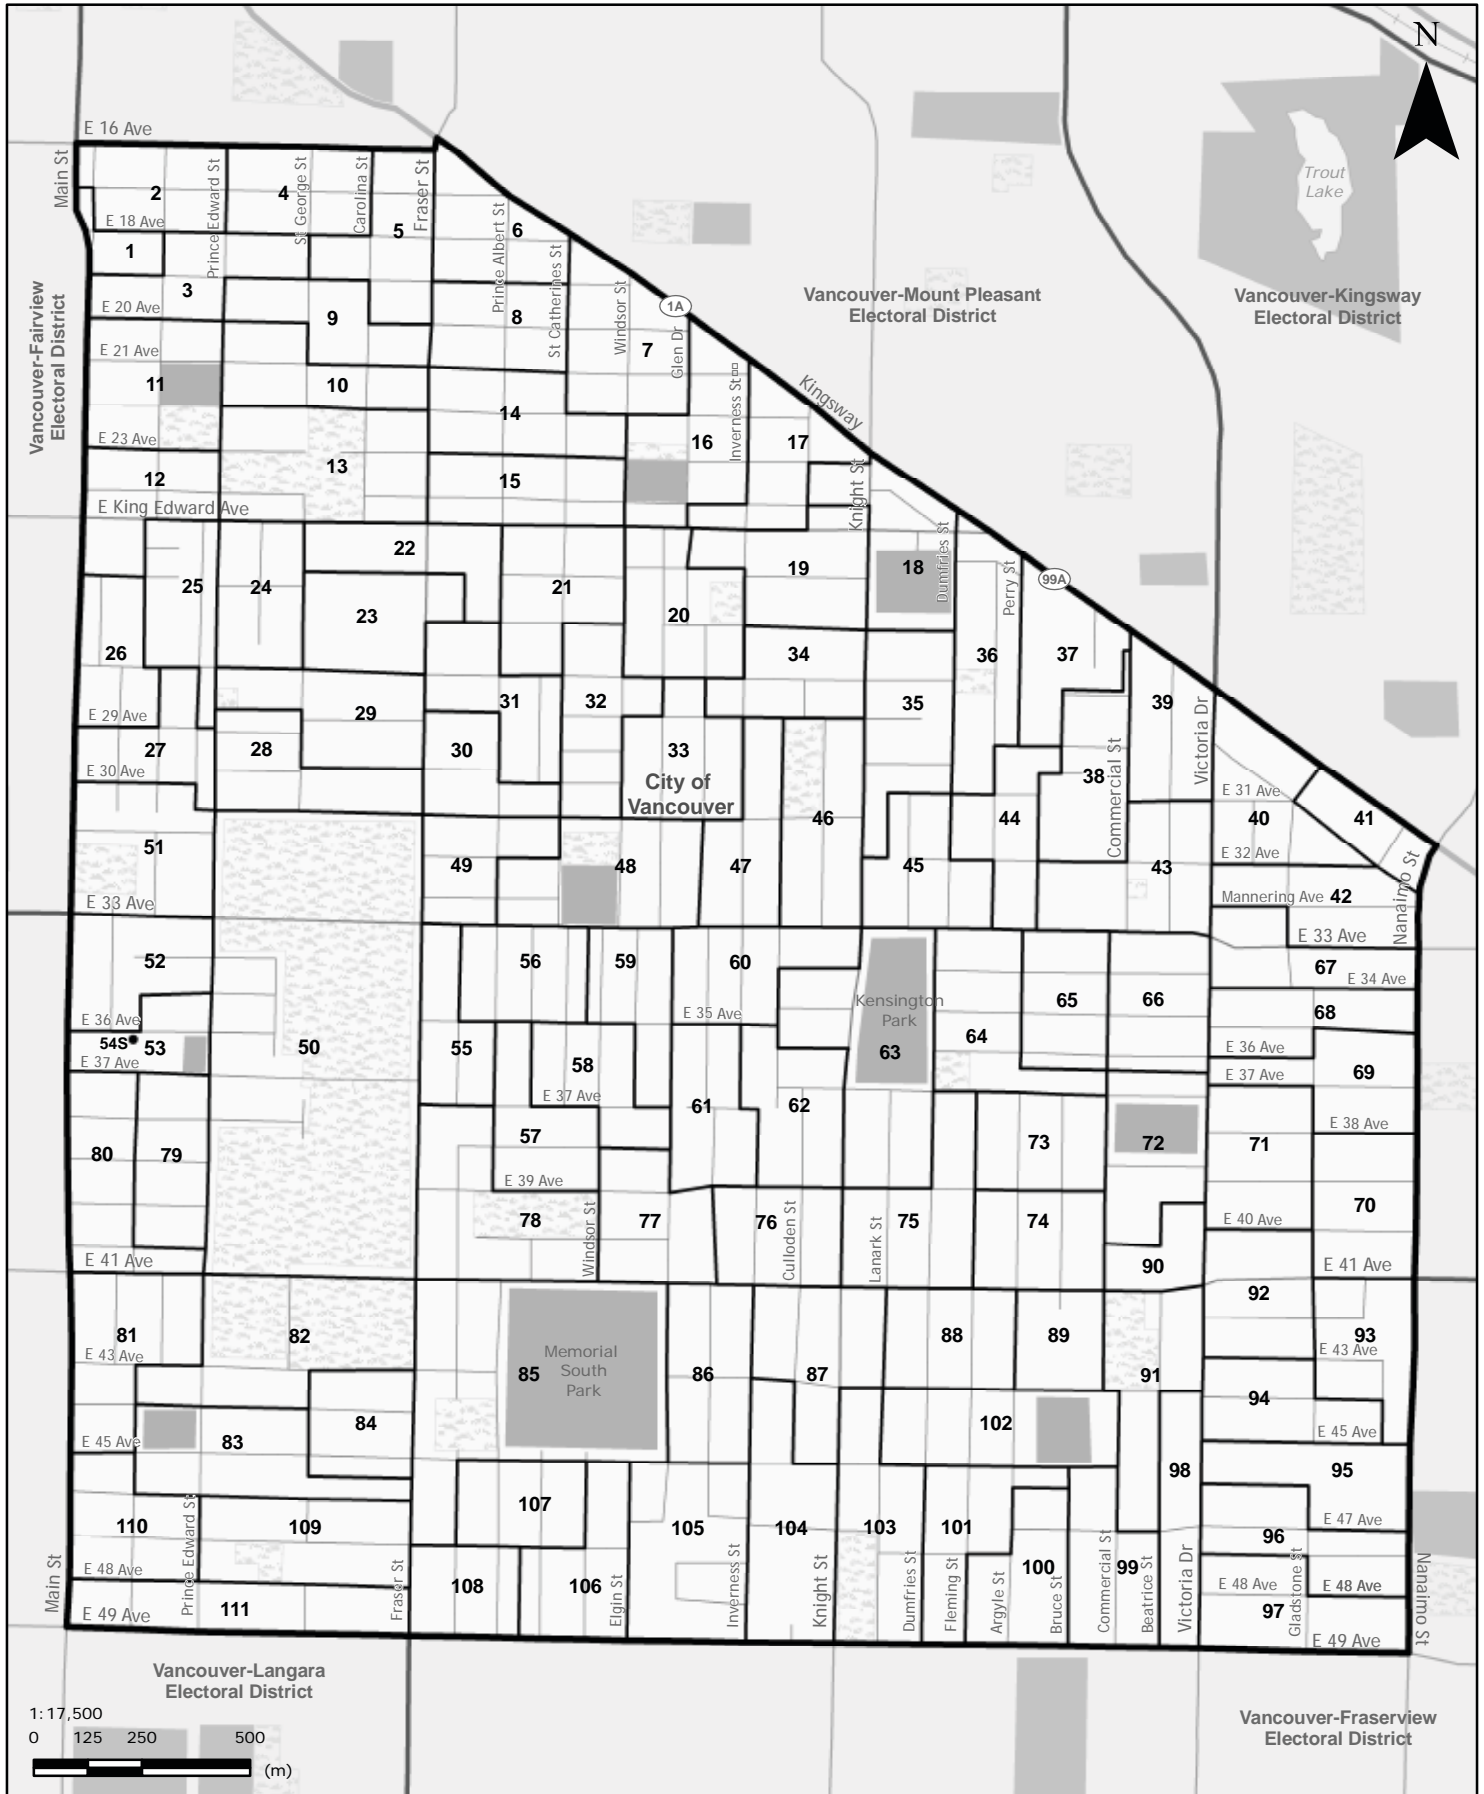 N
E 16 Ave
Main St
Prince Edward St
St George St
Carolina St
Fraser St
2
4
5
E 18 Ave
1
Prince Albert St
6
St Catherines St
Trout
Lake
3
E 20 Ave
9
8
Windsor St
1A
7
Glen Dr
Vancouver-Mount Pleasant
Electoral District
Vancouver-Kingsway
Electoral District
Vancouver-Fairview
Electoral District
E 21 Ave
11
10
14
Inverness St
Kingsway
E 23 Ave
16
17
12
13
15
Knight St
E King Edward Ave
22
25
24
21
19
18
Dumfries St
Perry St
99A
23
20
26
34
36
37
39
Victoria Dr
E 29 Ave
29
31
32
35
27
28
30
33
38
Commercial St
E 30 Ave
City of
Vancouver
46
44
E 31 Ave
40
41
E 32 Ave
51
49
48
47
45
43
Nanaimo St
Mannering Ave
42
E 33 Ave
E 33 Ave
52
56
59
60
67
E 34 Ave
E 36 Ave
E 35 Ave
Kensington
Park
65
66
68
54S
53
50
55
58
63
64
E 36 Ave
E 37 Ave
E 37 Ave
E 37 Ave
69
61
62
57
E 38 Ave
80
79
73
72
71
E 39 Ave
78
77
76
75
74
70
Windsor St
Culloden St
Lanark St
E 40 Ave
E 41 Ave
90
E 41 Ave
92
81
82
88
89
93
E 43 Ave
E 43 Ave
Memorial
South
Park
85
86
87
91
94
84
102
E 45 Ave
83
E 45 Ave
98
95
107
E 47 Ave
110
109
105
104
103
101
96
Prince Edward St
E 48 Ave
Main St
Fraser St
108
106
Elgin St
Inverness St
Knight St
Dumfries St
Fleming St
Argyle St
100
Bruce St
Commercial St
99
Beatrice St
Victoria Dr
E 48 Ave
Gladstone St
E 48 Ave
Nanaimo St
E 49 Ave
111
97
E 49 Ave
Vancouver-Langara
Electoral District
Vancouver-Fraserview
Electoral District
1:17,500
0 125 250 500
(m)